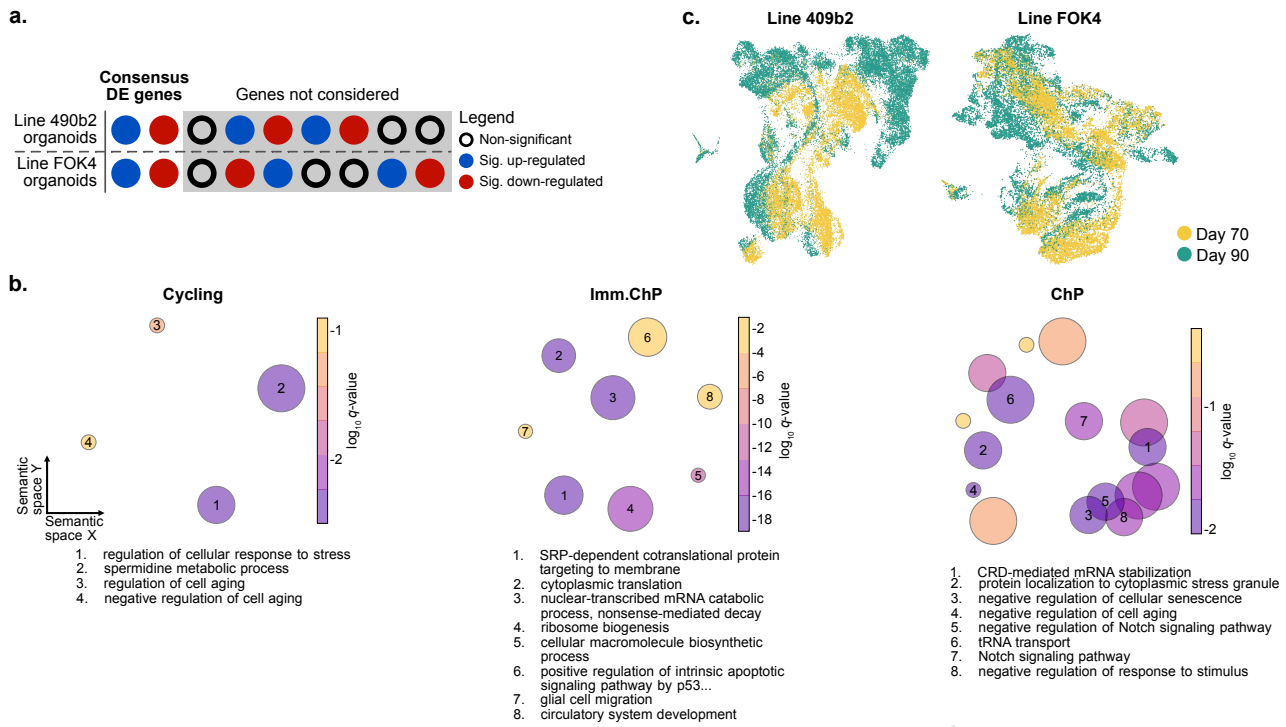 a.
Consensus
DE genes
Genes not considered
Line 490b2
organoids
Line FOK4
organoids
Legend
Non-significant
Sig. up-regulated
Sig. down-regulated
c.
Line 409b2
Line FOK4
Day 70
Day 90
b.
Cycling
3
2
4
1
-1
-2
log10 q-value
Semantic
space Y
Semantic
space X
1. regulation of cellular response to stress
2. spermidine metabolic process
3. regulation of cell aging
4. negative regulation of cell aging
Imm.ChP
6
2
3
8
7
5
1
4
-2
-4
-6
-8
-10
-12
-14
-16
-18
log10 q-value
1. SRP-dependent cotranslational protein
targeting to membrane
2. cytoplasmic translation
3. nuclear-transcribed mRNA catabolic
process, nonsense-mediated decay
4. ribosome biogenesis
5. cellular macromolecule biosynthetic
process
6. positive regulation of intrinsic apoptotic
signaling pathway by p53...
7. glial cell migration
8. circulatory system development
ChP
6
7
2
1
4
5
3
8
-1
-2
log10 q-value
1. CRD-mediated mRNA stabilization
2. protein localization to cytoplasmic stress granule
3. negative regulation of cellular senescence
4. negative regulation of cell aging
5. negative regulation of Notch signaling pathway
6. tRNA transport
7. Notch signaling pathway
8. negative regulation of response to stimulus